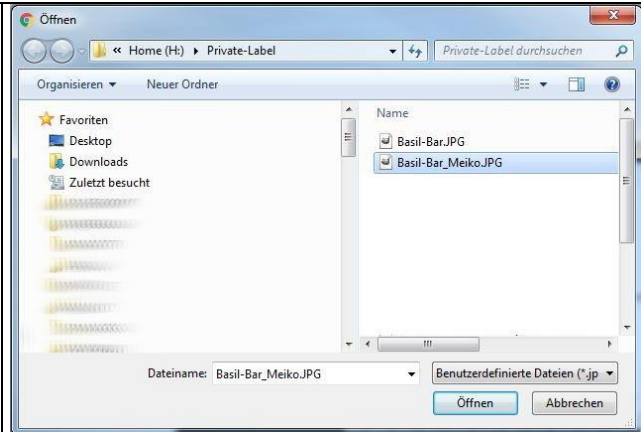 Öffnen
« Home (H:) Private-Label
Private-Label durchsuchen
Organisieren Neuer Ordner
Favoriten
Desktop
Downloads
Zuletzt besucht
Name
Basil-Bar.JPG
Basil-Bar_Meiko.JPG
Dateiname: Basil-Bar_Meiko.JPG
Benutzerdefinierte Dateien (*.jp
Öffnen Abbrechen